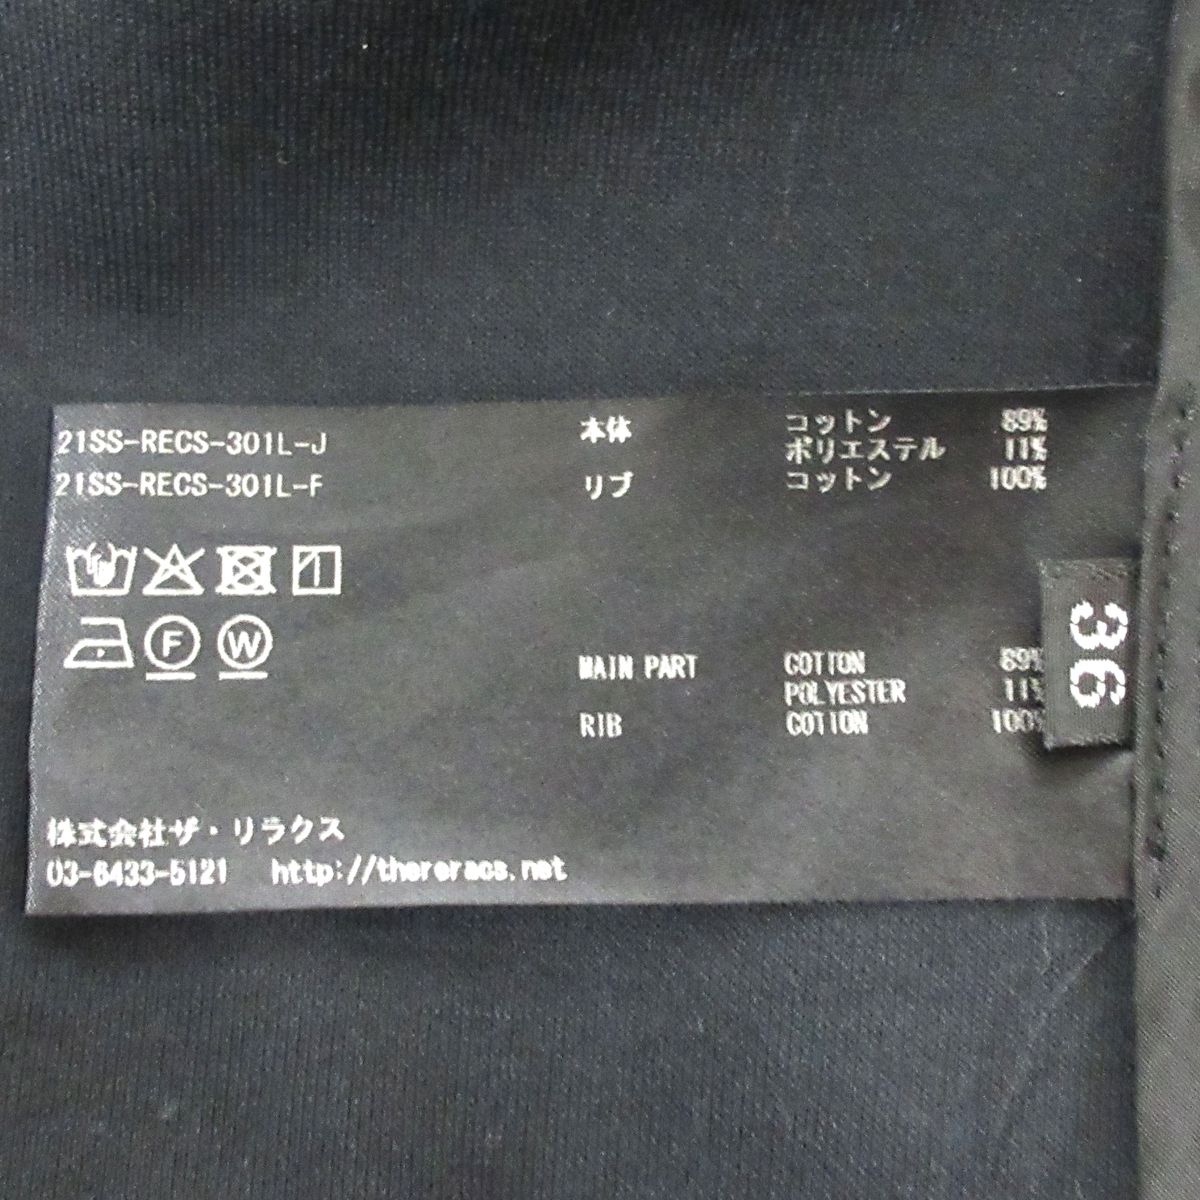 21SS-RECS-301L-J
21SS-RECS-301L-F
本体 コットン 89%
ポリエステル 11%
リブ コットン 100%
F W
MAIN PART COTTON 89%
POLYESTER 11%
RIB COTTON 100%
36
株式会社ザ・リラクス
03-6433-5121 http://thereracs.net